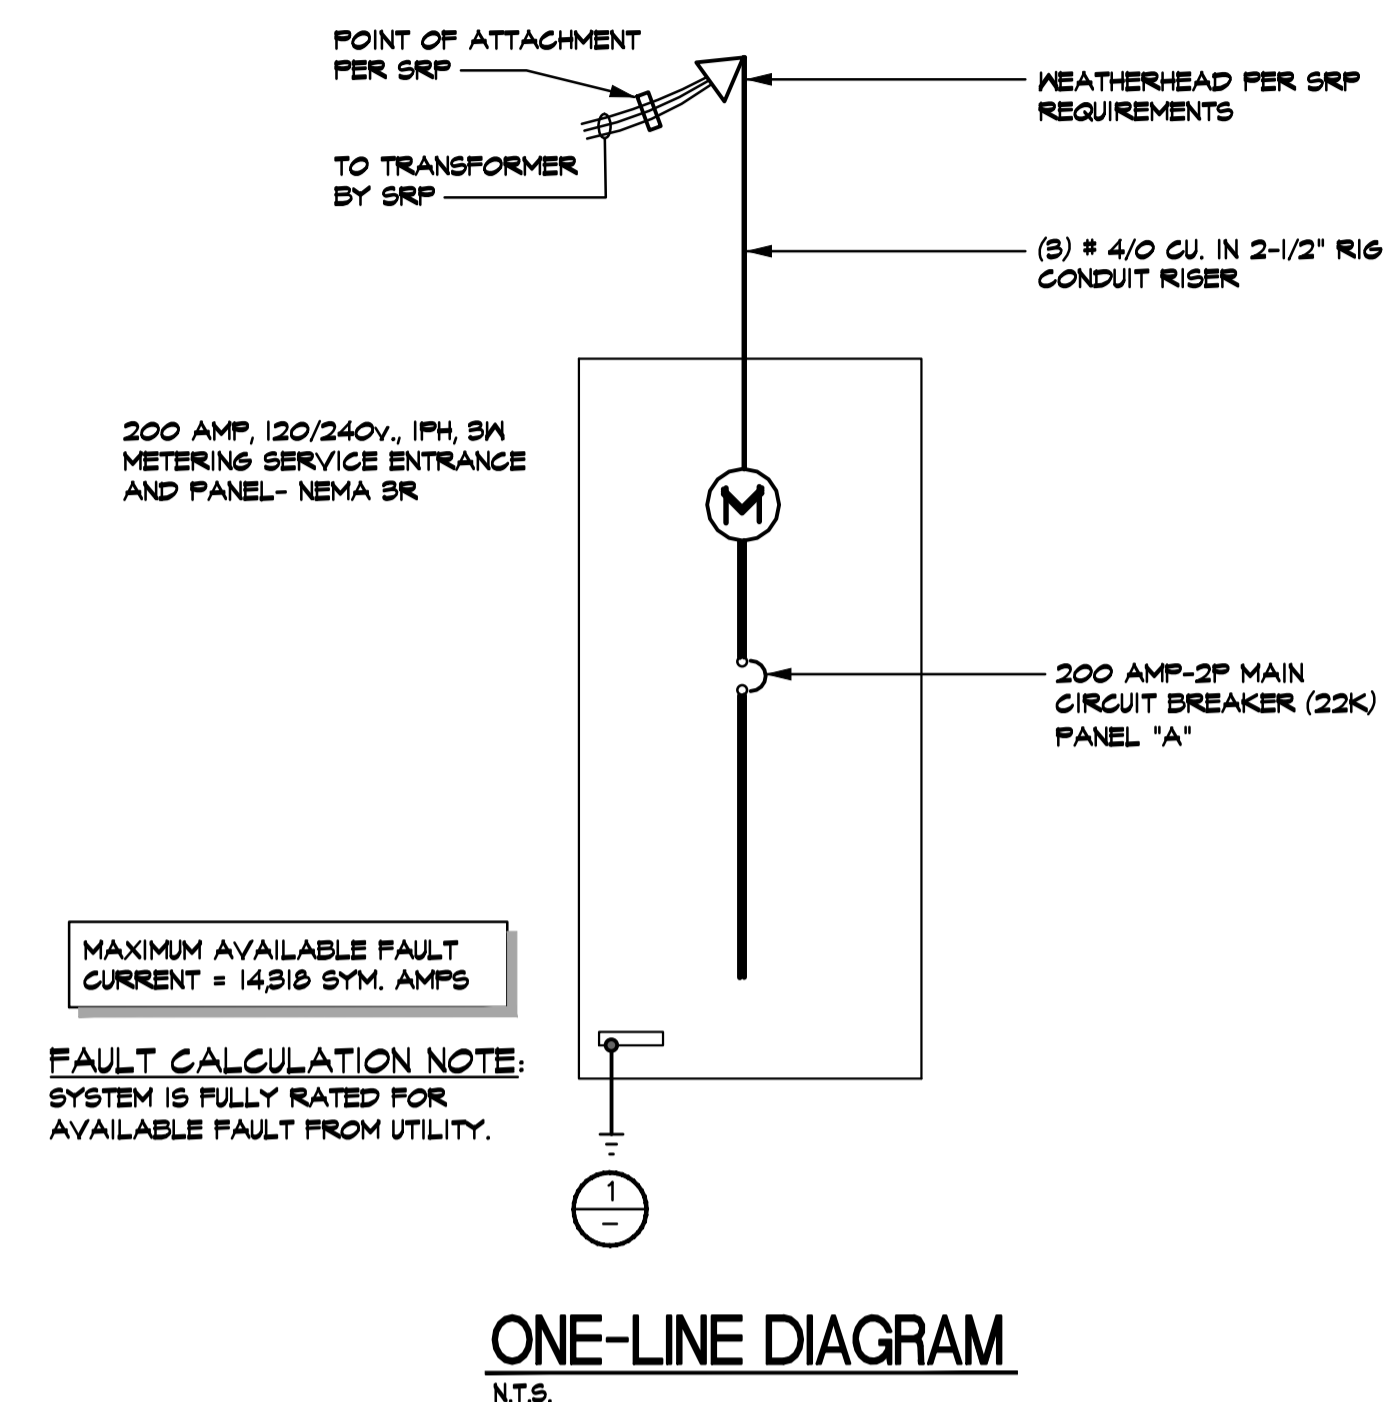 POINT OF ATTACHMENT
PER SRP
WEATHERHEAD PER SRP
REQUIREMENTS
TO TRANSFORMER
BY SRP
(3) # 4/0 CU. IN 2-1/2" RIG
CONDUIT RISER
200 AMP, 120/240v., 1PH, 3W
METERING SERVICE ENTRANCE
AND PANEL- NEMA 3R
M
200 AMP-2P MAIN
CIRCUIT BREAKER (22K)
PANEL "A"
MAXIMUM AVAILABLE FAULT
CURRENT = 14,318 SYM. AMPS
FAULT CALCULATION NOTE:
SYSTEM IS FULLY RATED FOR
AVAILABLE FAULT FROM UTILITY.
1
–
ONE-LINE DIAGRAM
N.T.S.